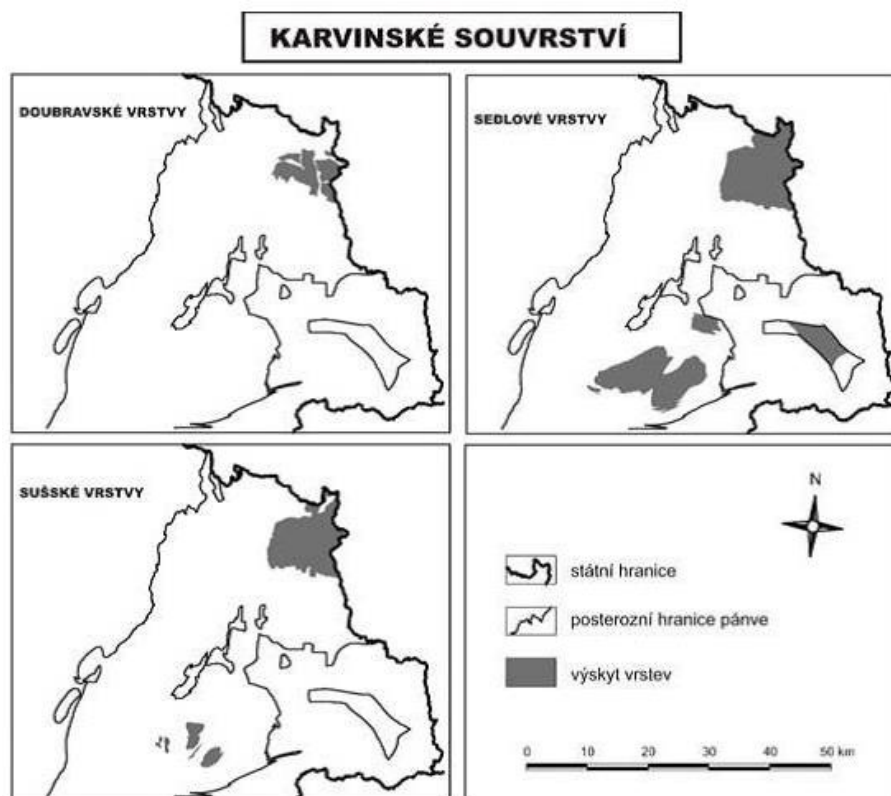 KARVINSKÉ SOUVRSTVÍ
DOUBRAVSKÉ VRSTVY
SEDLOVÉ VRSTVY
SUŠSKÉ VRSTVY
N
státní hranice
posterozní hranice pánve
výskyt vrstev
0 10 20 30 40 50 km